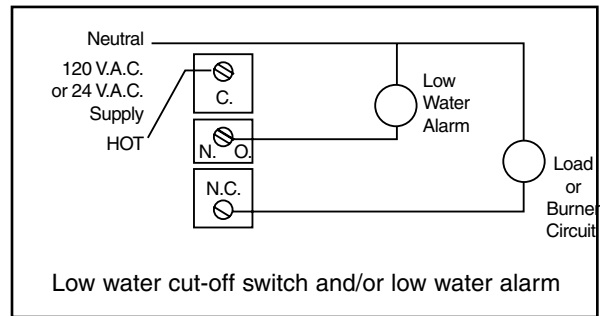 Neutral
120 V.A.C.
or 24 V.A.C.
Supply
HOT
C.
N. O.
N.C.
Low
Water
Alarm
Load
or
Burner
Circuit
Low water cut-off switch and/or low water alarm